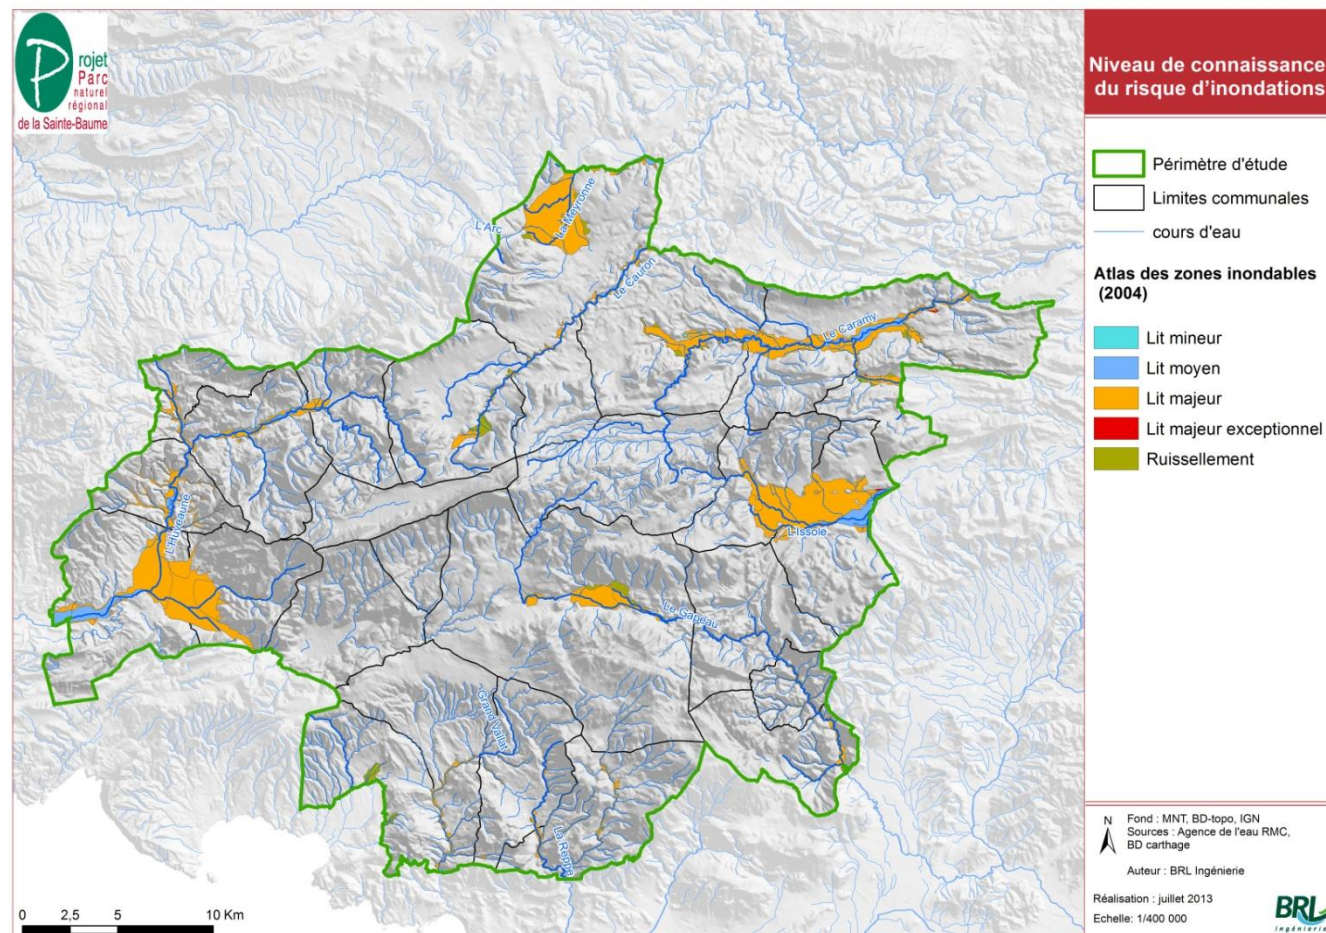 Projet
Parc
naturel
régional
de la Sainte-Baume
Niveau de connaissance
du risque d'inondations
Périmètre d'étude
Limites communales
cours d'eau
Atlas des zones inondables
(2004)
Lit mineur
Lit moyen
Lit majeur
Lit majeur exceptionnel
Ruissellement
L'Arc
La Meyronne
Le Cauron
Le Caramy
L'Huveaune
L'Issole
Le Gapeau
Grand Vallat
La Reppe
0 2,5 5 10 Km
N
Fond : MNT, BD-topo, IGN
Sources : Agence de l'eau RMC,
BD carthage
Auteur : BRL Ingénierie
Réalisation : juillet 2013
Echelle: 1/400 000
BRL
Ingénierie